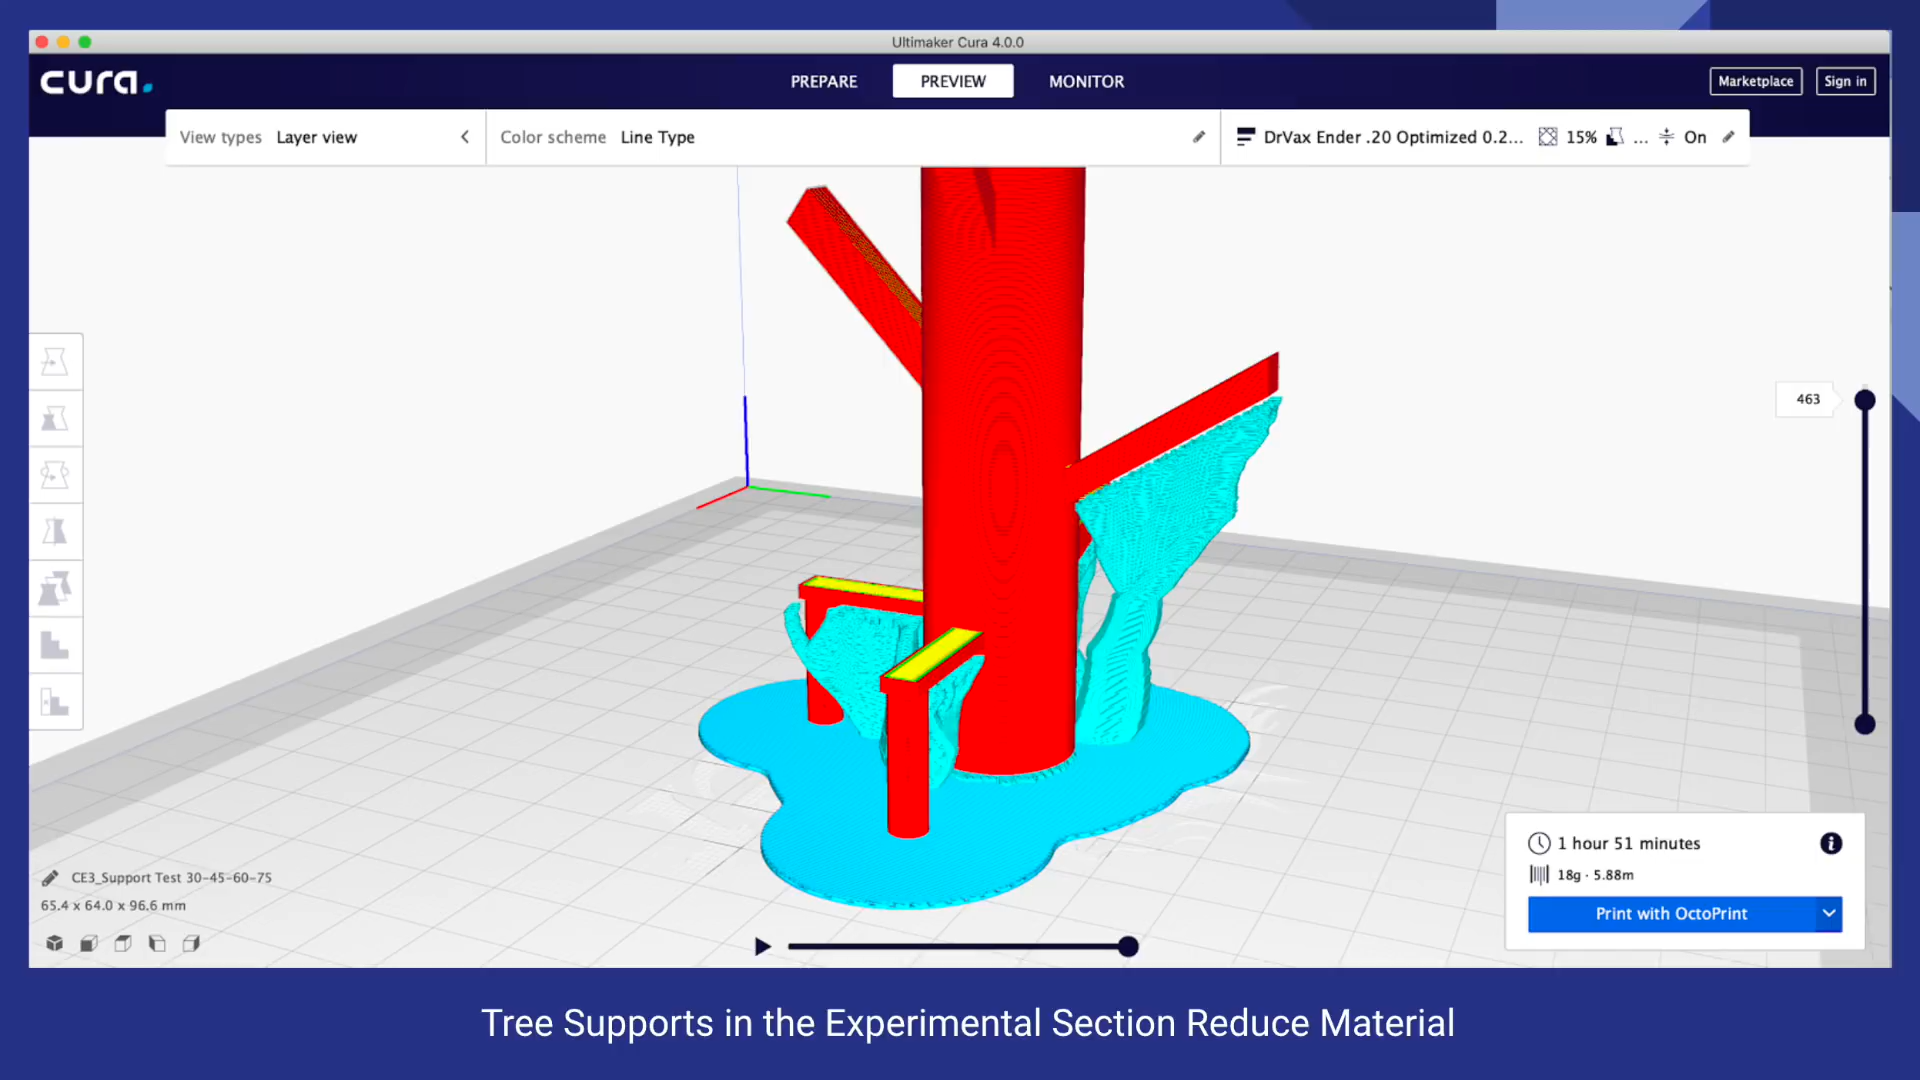 Ultimaker Cura 4.0.0
cura.
PREPARE
PREVIEW
MONITOR
Marketplace
Sign in
View types Layer view
Color scheme Line Type
DrVax Ender .20 Optimized 0.2... 15% ... On
463
1 hour 51 minutes
18g · 5.88m
Print with OctoPrint
CE3_Support Test 30-45-60-75
65.4 x 64.0 x 96.6 mm
Tree Supports in the Experimental Section Reduce Material